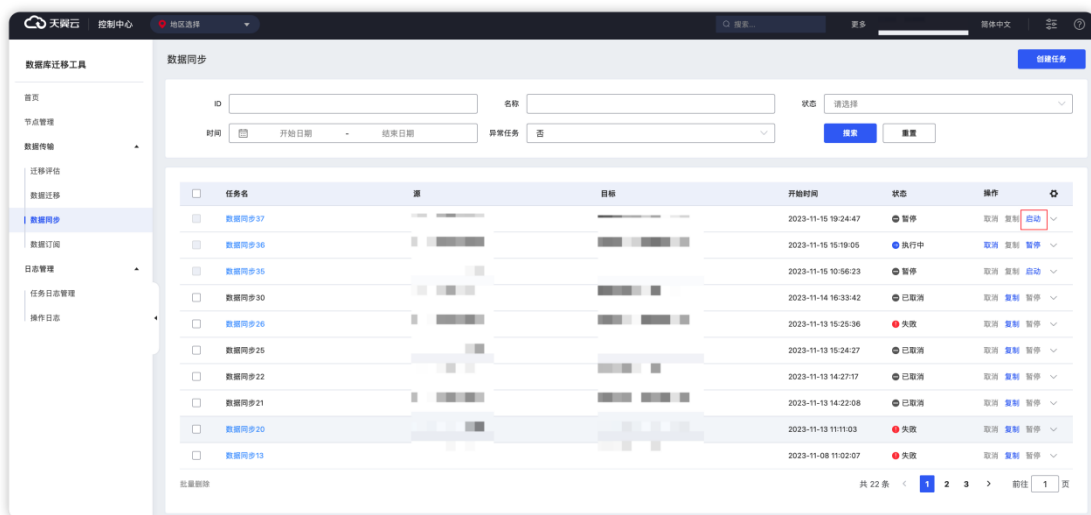 天翼云 控制中心 地区选择 搜索... 更多 简体中文
数据库迁移工具
首页
节点管理
数据传输
迁移评估
数据迁移
数据同步
数据订阅
日志管理
任务日志管理
操作日志
数据同步 创建任务
ID 名称 状态 请选择
时间 开始日期 - 结束日期 异常任务 否 搜索 重置
任务名 源 目标 开始时间 状态 操作
数据同步37 2023-11-15 19:24:47 暂停 取消 复制 启动
数据同步36 2023-11-15 15:19:05 执行中 取消 复制 暂停
数据同步35 2023-11-15 10:56:23 暂停 取消 复制 启动
数据同步30 2023-11-14 16:33:42 已取消 取消 复制 暂停
数据同步26 2023-11-13 15:25:36 失败 取消 复制 暂停
数据同步25 2023-11-13 15:24:27 已取消 取消 复制 暂停
数据同步22 2023-11-13 14:27:17 已取消 取消 复制 暂停
数据同步21 2023-11-13 14:22:08 已取消 取消 复制 暂停
数据同步20 2023-11-13 11:11:03 失败 取消 复制 暂停
数据同步13 2023-11-08 11:02:07 失败 取消 复制 暂停
批量删除 共 22 条 < 1 2 3 > 前往 1 页